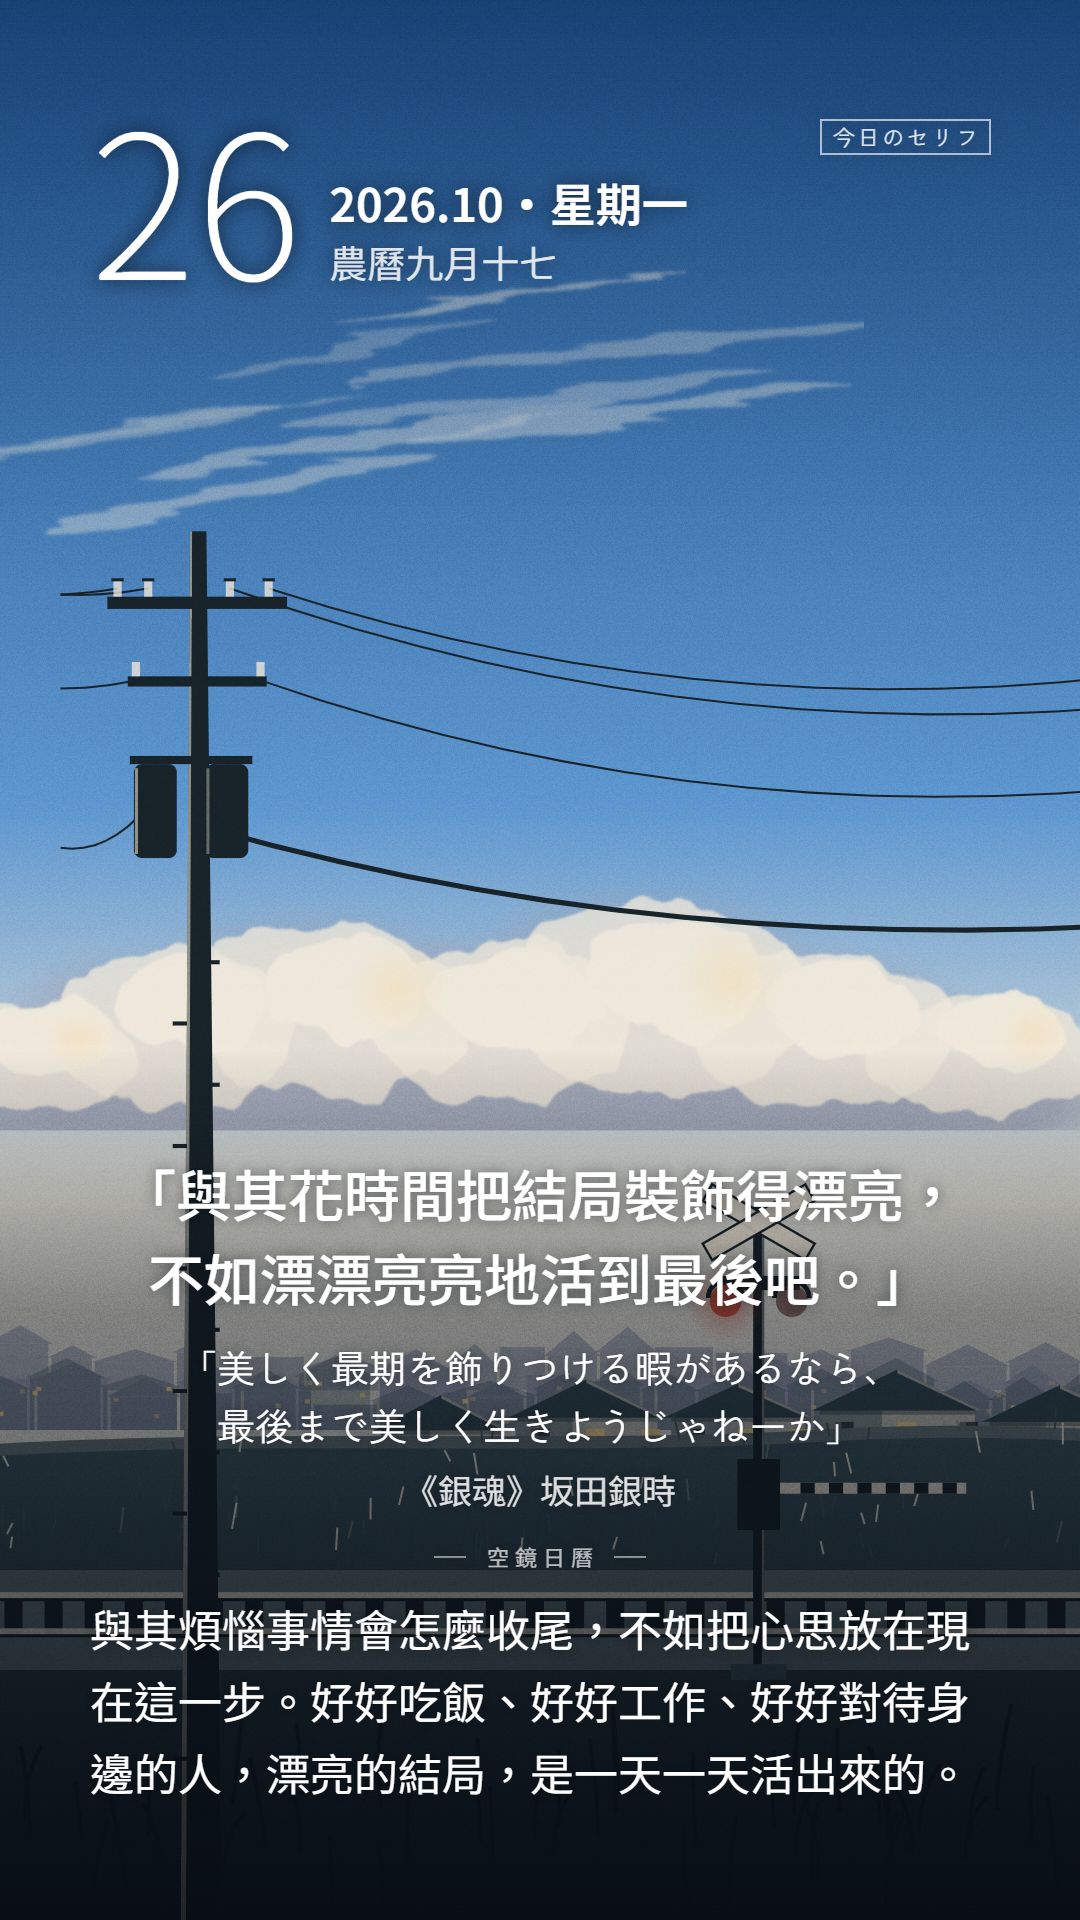 26
今日のセリフ
2026.10・星期一
農曆九月十七
「與其花時間把結局裝飾得漂亮，
不如漂漂亮亮地活到最後吧。」
「美しく最期を飾りつける暇があるなら、
最後まで美しく生きようじゃねーか」
《銀魂》坂田銀時
空鏡日曆
與其煩惱事情會怎麼收尾，不如把心思放在現
在這一步。好好吃飯、好好工作、好好對待身
邊的人，漂亮的結局，是一天一天活出來的。